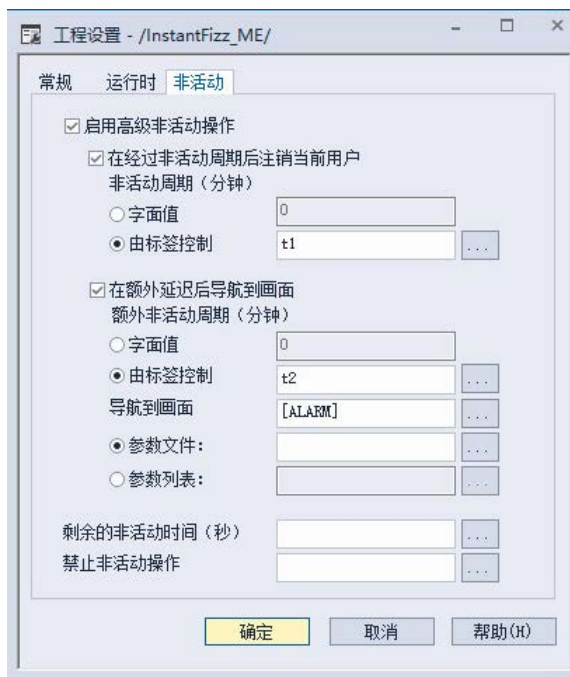 工程设置 - /InstantFizz_ME/
常规 运行时 非活动
启用高级非活动操作
在经过非活动周期后注销当前用户
非活动周期（分钟）
字面值 0
由标签控制 t1 ...
在额外延迟后导航到画面
额外非活动周期（分钟）
字面值 0
由标签控制 t2 ...
导航到画面 [ALARM] ...
参数文件: ...
参数列表: ...
剩余的非活动时间（秒） ...
禁止非活动操作 ...
确定 取消 帮助(H)